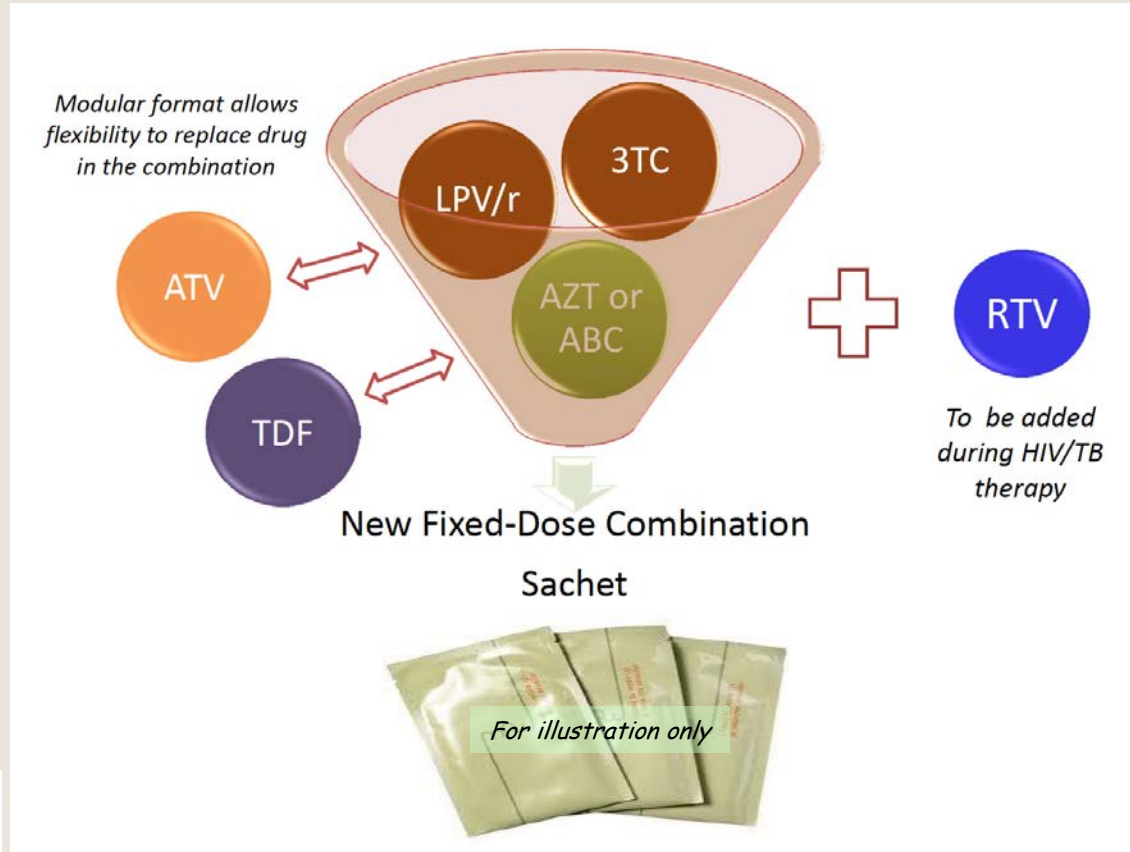 Modular format allows
flexibility to replace drug
in the combination
LPV/r
3TC
ATV
AZT or
ABC
TDF
RTV
To be added
during HIV/TB
therapy
New Fixed-Dose Combination
Sachet
For illustration only